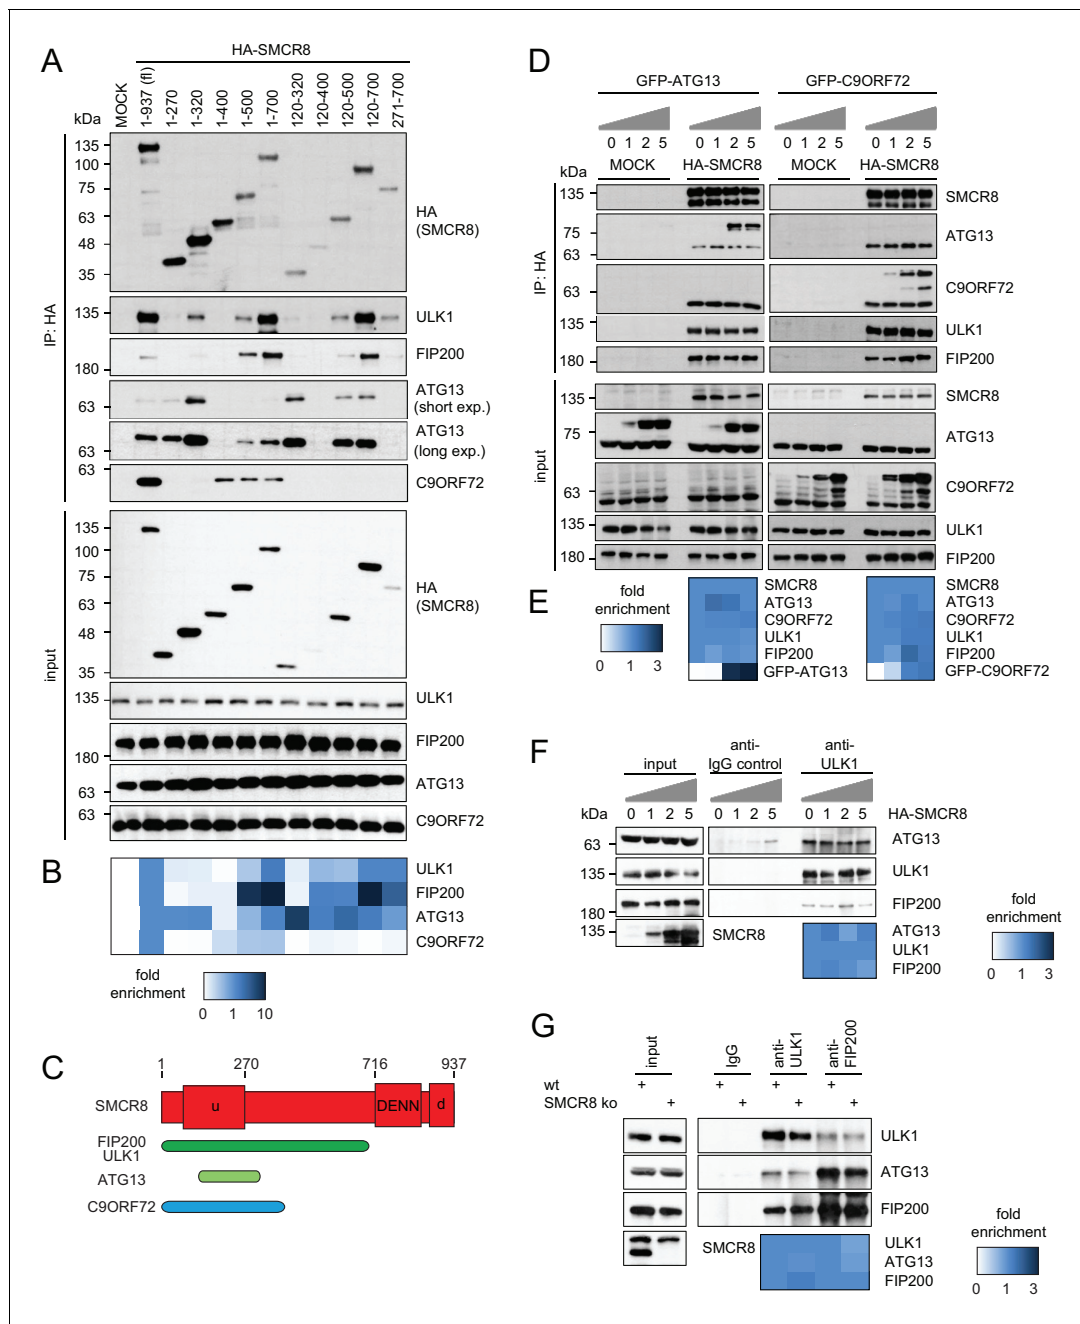 A
HA-SMCR8
kDa
MOCK
1-937 (fl)
1-270
1-320
1-400
1-500
1-700
120-320
120-400
120-500
120-700
271-700
IP: HA
135
100
75
63
48
35
HA
(SMCR8)
135
ULK1
180
FIP200
63
ATG13
(short exp.)
63
ATG13
(long exp.)
63
C9ORF72
input
135
100
75
63
48
35
HA
(SMCR8)
135
ULK1
180
FIP200
63
ATG13
63
C9ORF72
B
ULK1
FIP200
ATG13
C9ORF72
fold
enrichment
0 1 10
C
1 270 716 937
SMCR8
u
DENN
d
FIP200
ULK1
ATG13
C9ORF72
D
GFP-ATG13
GFP-C9ORF72
0 1 2 5 0 1 2 5 0 1 2 5 0 1 2 5
kDa
MOCK HA-SMCR8 MOCK HA-SMCR8
IP: HA
135
SMCR8
75
63
ATG13
63
C9ORF72
135
ULK1
180
FIP200
input
135
SMCR8
75
ATG13
63
C9ORF72
135
ULK1
180
FIP200
E
fold
enrichment
0 1 3
SMCR8
ATG13
C9ORF72
ULK1
FIP200
GFP-ATG13
SMCR8
ATG13
C9ORF72
ULK1
FIP200
GFP-C9ORF72
F
input
anti-
IgG control
anti-
ULK1
kDa
0 1 2 5 0 1 2 5 0 1 2 5
HA-SMCR8
63
ATG13
135
ULK1
180
FIP200
135
SMCR8
ATG13
ULK1
FIP200
fold
enrichment
0 1 3
G
input
IgG
anti-
ULK1
anti-
FIP200
wt + + + +
SMCR8 ko + + + +
ULK1
ATG13
FIP200
SMCR8
ULK1
ATG13
FIP200
fold
enrichment
0 1 3